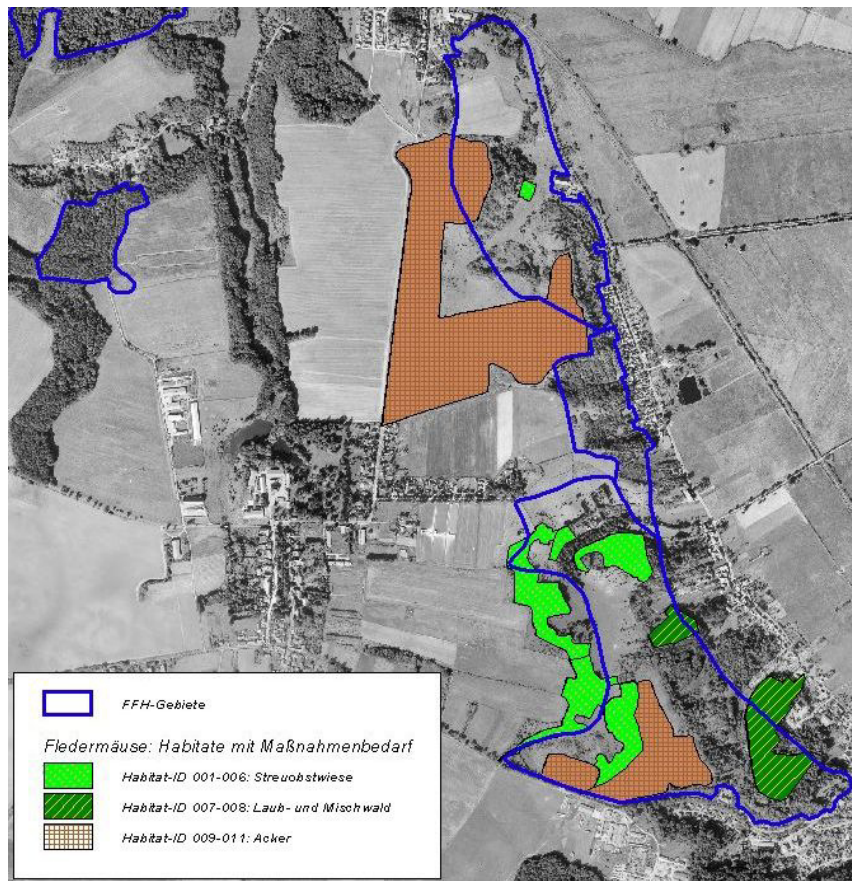 FFH-Gebiete
Fledermäuse: Habitate mit Maßnahmenbedarf
Habitat-ID 001-006: Streuobstwiese
Habitat-ID 007-008: Laub- und Mischwald
Habitat-ID 009-011: Acker